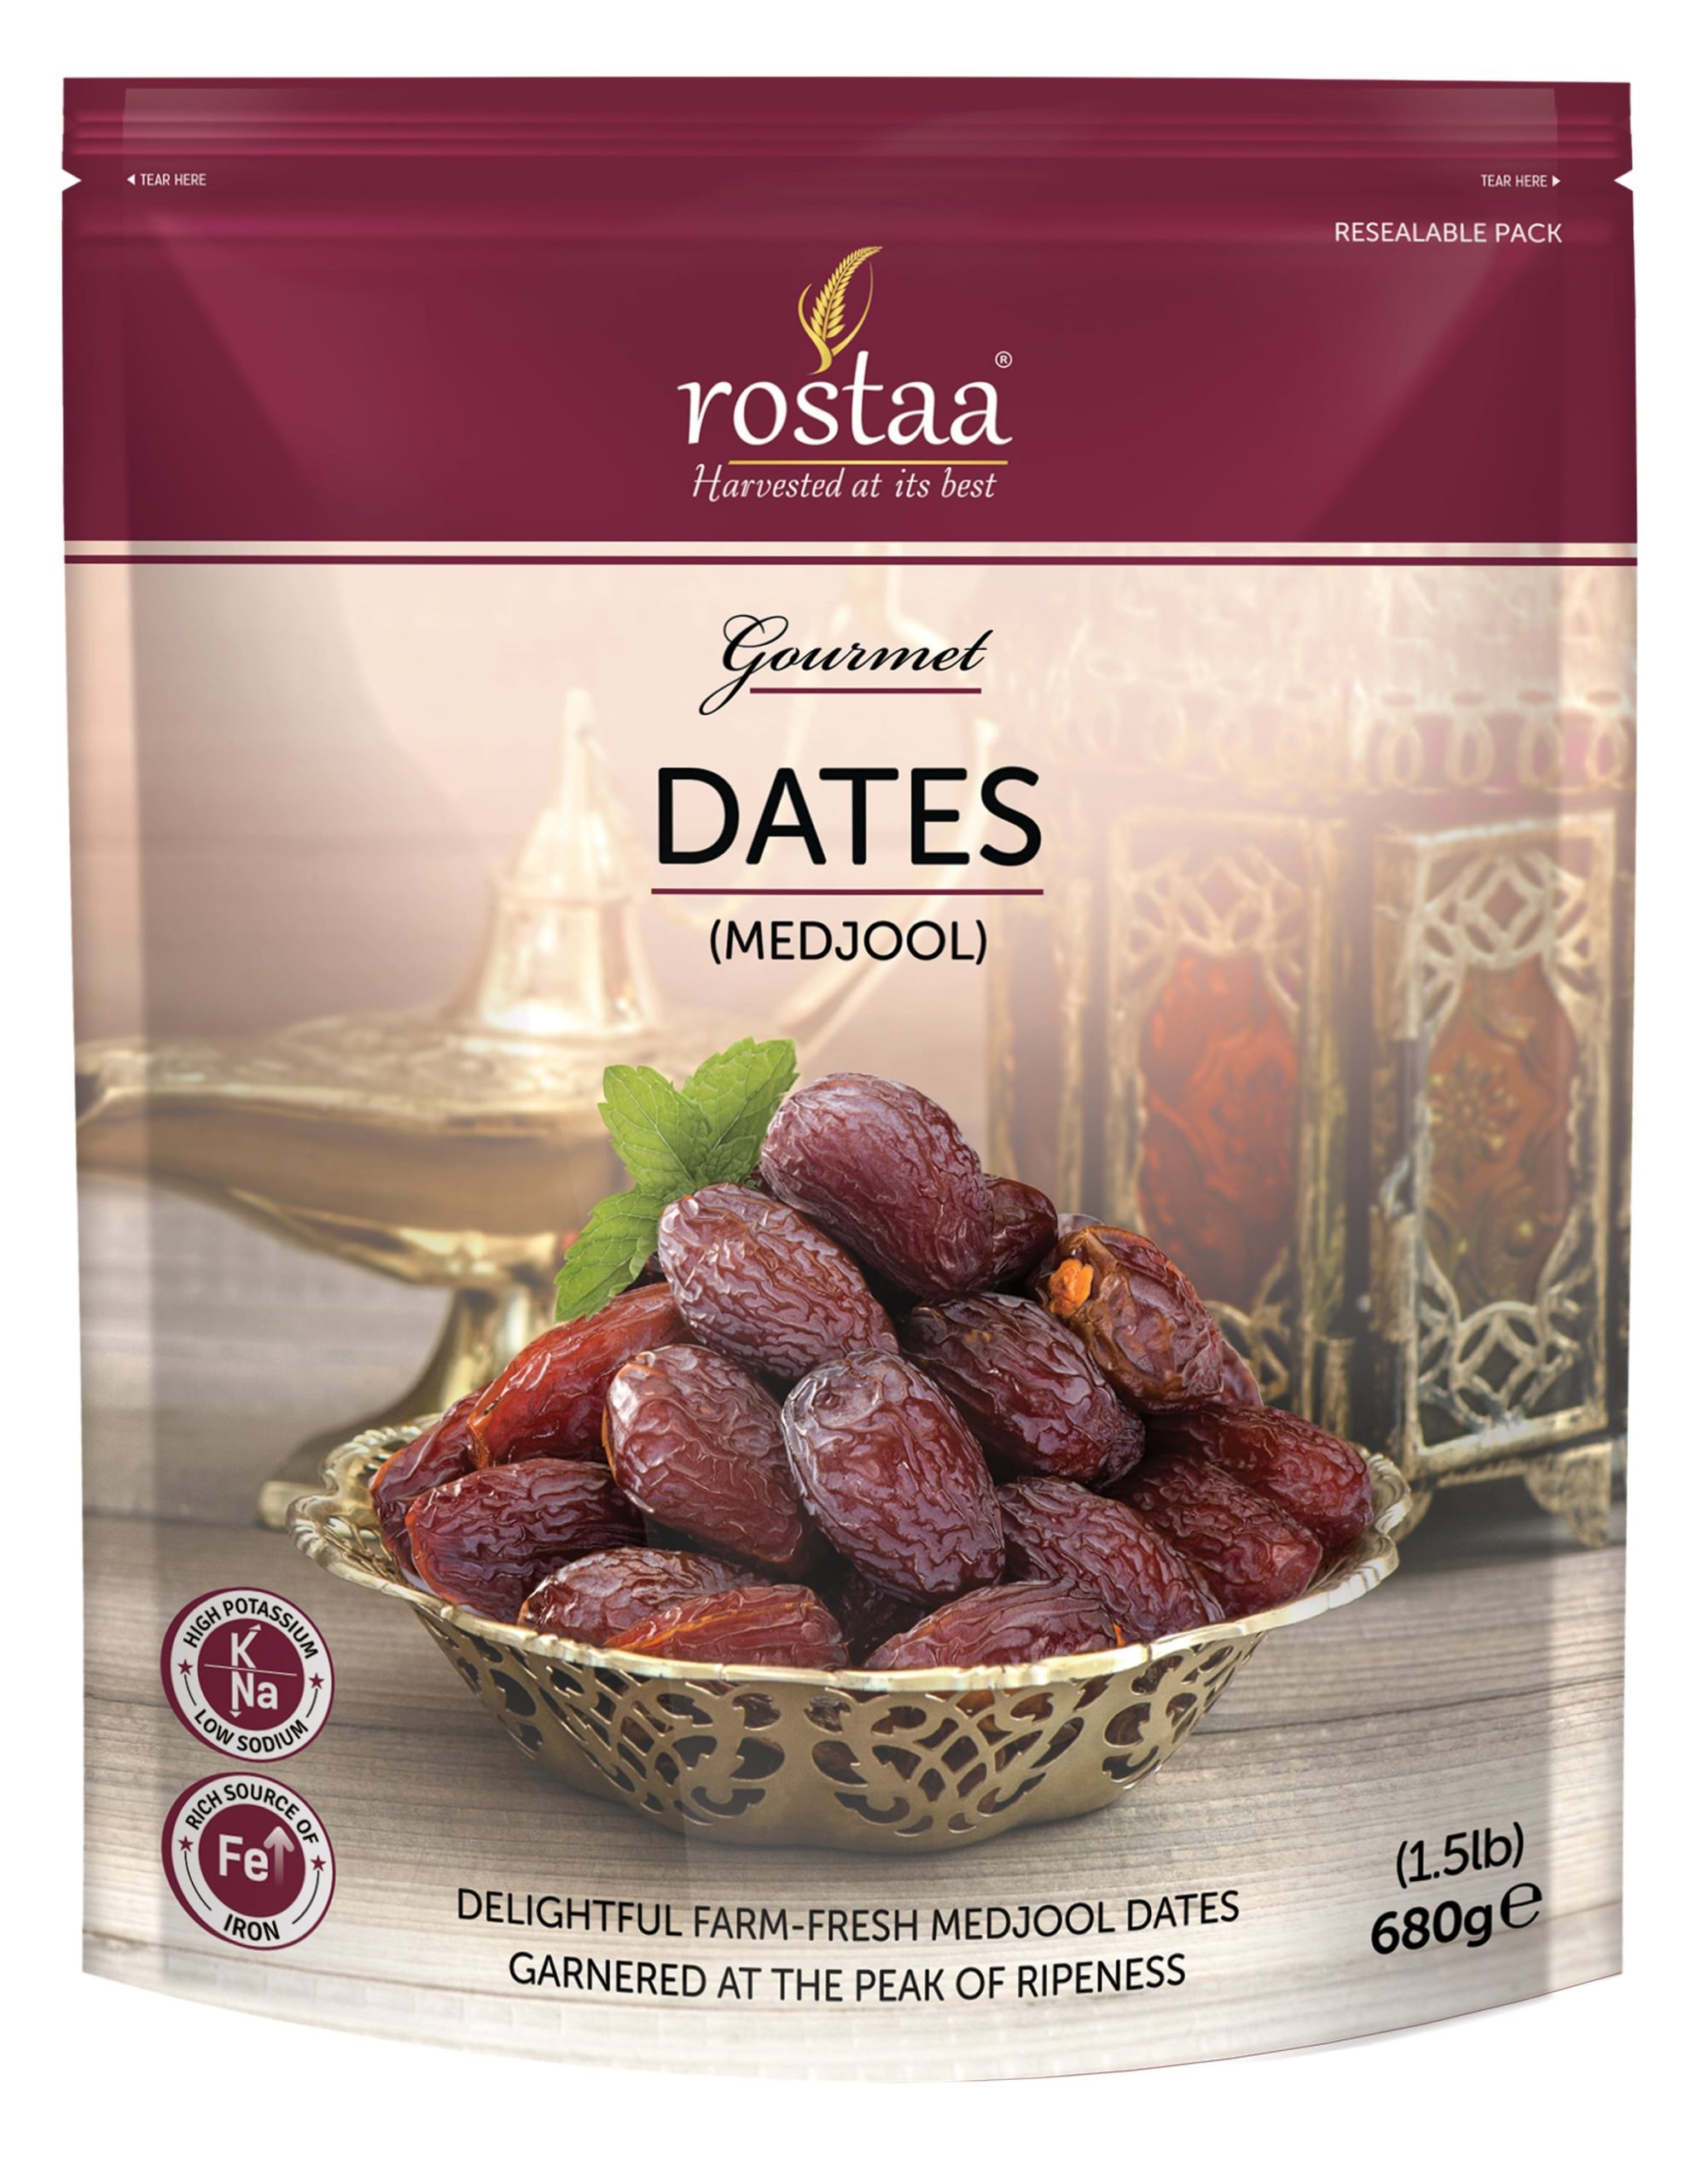 TEAR HERE
TEAR HERE
RESEALABLE PACK
rostaa®
Harvested at its best
Gourmet
DATES
(MEDJOOL)
HIGH POTASSIUM
K
Na
LOW SODIUM
RICH SOURCE OF
Fe
IRON
DELIGHTFUL FARM-FRESH MEDJOOL DATES
GARNERED AT THE PEAK OF RIPENESS
(1.5lb)
680g℮